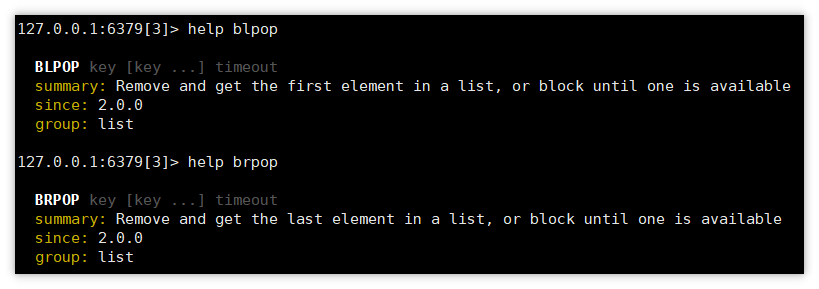 127.0.0.1:6379[3]> help blpop
BLPOP key [key ...] timeout
summary: Remove and get the first element in a list, or block until one is available
since: 2.0.0
group: list
127.0.0.1:6379[3]> help brpop
BRPOP key [key ...] timeout
summary: Remove and get the last element in a list, or block until one is available
since: 2.0.0
group: list